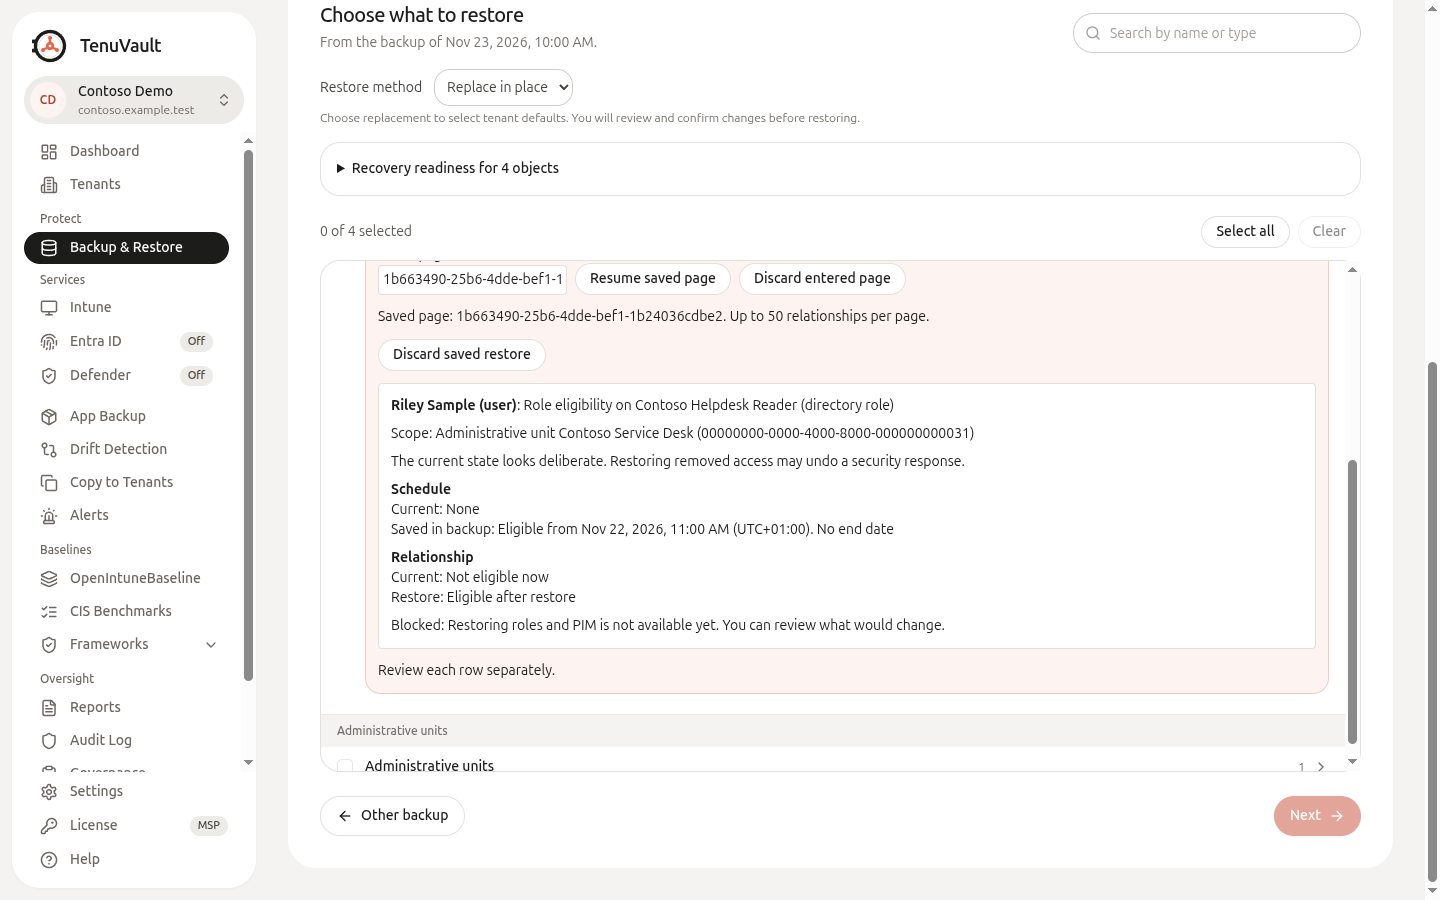 TenuVault
CD
Contoso Demo
contoso.example.test
Dashboard
Tenants
Protect
Backup & Restore
Services
Intune
Entra ID
Off
Defender
Off
App Backup
Drift Detection
Copy to Tenants
Alerts
Baselines
OpenIntuneBaseline
CIS Benchmarks
Frameworks
Oversight
Reports
Audit Log
Settings
License
MSP
Help
Choose what to restore
From the backup of Nov 23, 2026, 10:00 AM.
Search by name or type
Restore method
Replace in place
Choose replacement to select tenant defaults. You will review and confirm changes before restoring.
Recovery readiness for 4 objects
0 of 4 selected
Select all
Clear
1b663490-25b6-4dde-bef1-1
Resume saved page
Discard entered page
Saved page: 1b663490-25b6-4dde-bef1-1b24036cdbe2. Up to 50 relationships per page.
Discard saved restore
Riley Sample (user): Role eligibility on Contoso Helpdesk Reader (directory role)
Scope: Administrative unit Contoso Service Desk (00000000-0000-4000-8000-000000000031)
The current state looks deliberate. Restoring removed access may undo a security response.
Schedule
Current: None
Saved in backup: Eligible from Nov 22, 2026, 11:00 AM (UTC+01:00). No end date
Relationship
Current: Not eligible now
Restore: Eligible after restore
Blocked: Restoring roles and PIM is not available yet. You can review what would change.
Review each row separately.
Administrative units
Administrative units
1
Other backup
Next